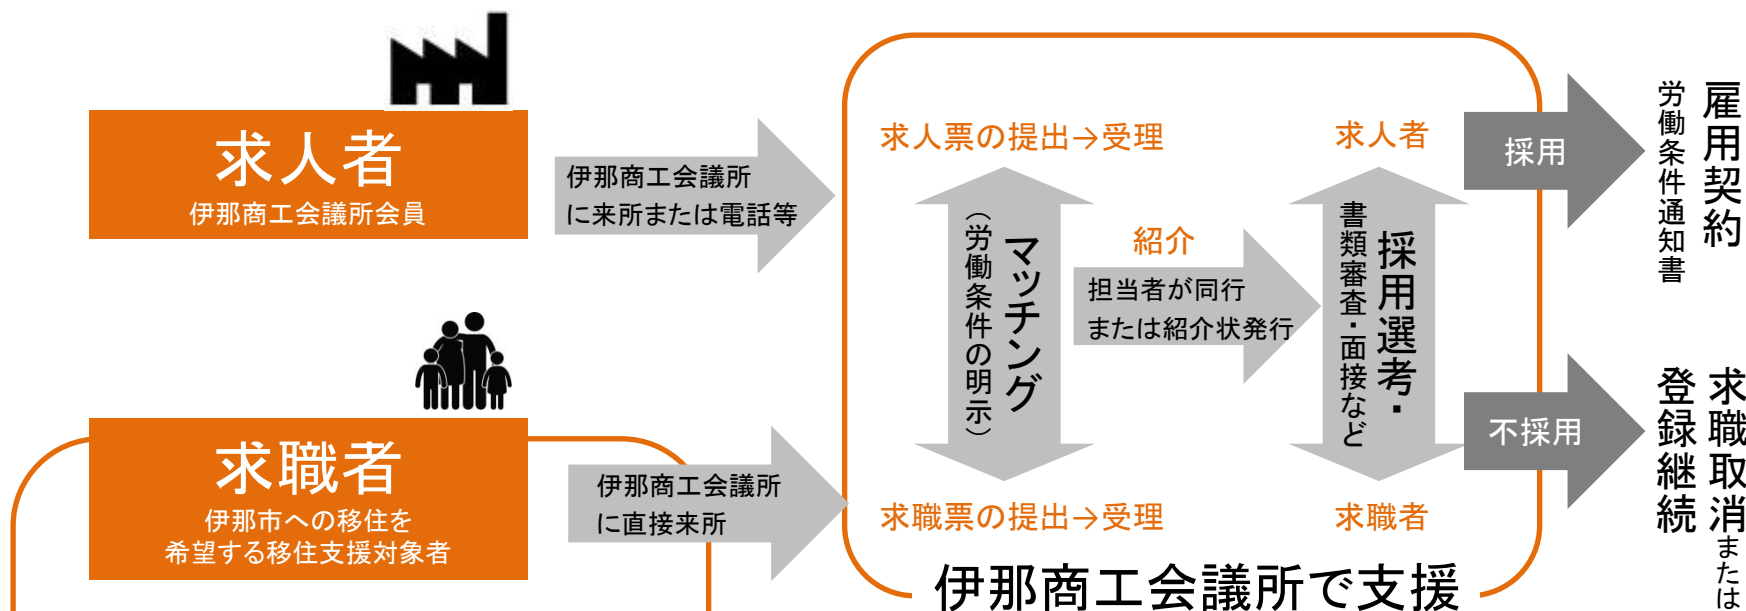 求人者
伊那商工会議所会員
伊那商工会議所
に来所または電話等
求職者
伊那市への移住を
希望する移住支援対象者
伊那商工会議所
に直接来所
求人票の提出→受理
マッチング
（労働条件の明示）
求職票の提出→受理
紹介
担当者が同行
または紹介状発行
求人者
採用選考・
書類審査・面接など
求職者
伊那商工会議所で支援
採用
雇用契約
労働条件通知書
不採用
求職取消または
登録継続